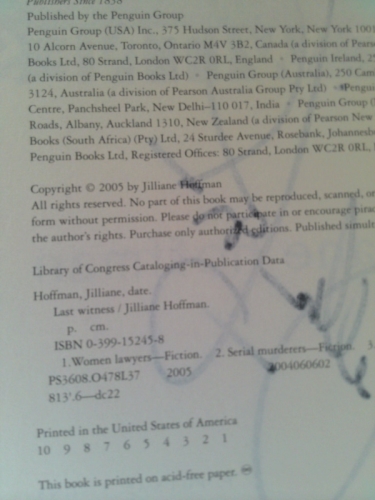 Publishers Since 1838
Published by the Penguin Group
Penguin Group (USA) Inc., 375 Hudson Street, New York, New York
10 Alcorn Avenue, Toronto, Ontario M4V 3B2, Canada (a division of
Books Ltd, 80 Strand, London WC2R 0RL, England • Penguin Ireland,
(a division of Penguin Books Ltd) • Penguin Group (Australia), 250
3124, Australia (a division of Pearson Australia Group Pty Ltd) •
Centre, Panchsheel Park, New Delhi–110 017, India • Penguin Group
Roads, Albany, Auckland 1310, New Zealand (a division of Pearson New
Books (South Africa) (Pty) Ltd, 24 Sturdee Avenue, Rosebank,
Penguin Books Ltd, Registered Offices: 80 Strand, London WC2R 0RL,
Copyright © 2005 by Jilliane Hoffman
All rights reserved. No part of this book may be reproduced, scanned,
form without permission. Please do not participate in or encourage
the author's rights. Purchase only authorized editions. Published
Library of Congress Cataloging-in-Publication Data
Hoffman, Jilliane, date.
Last witness / Jilliane Hoffman.
p. cm.
ISBN 0-399-15245-8
1. Women lawyers—Fiction. 2. Serial murders—Fiction. 3
PS3608.O478L37 2005 2004060602
813'.6—dc22
Printed in the United States of America
10 9 8 7 6 5 4 3 2 1
This book is printed on acid-free paper. ♾